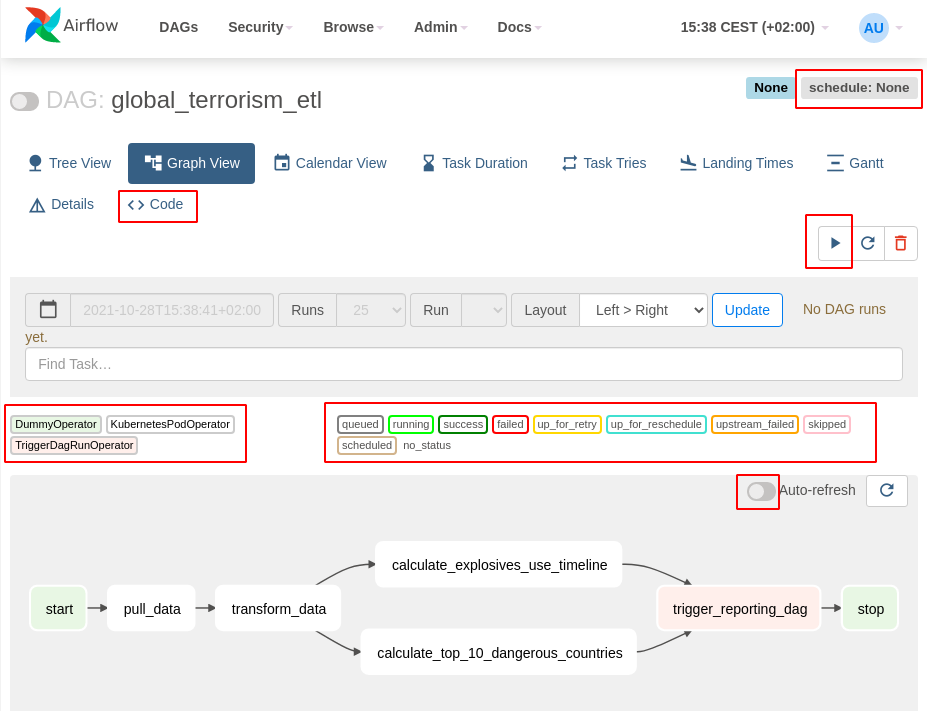 Airflow DAGs Security Browse Admin Docs 15:38 CEST (+02:00) AU
None schedule: None
DAG: global_terrorism_etl
Tree View Graph View Calendar View Task Duration Task Tries Landing Times Gantt
Details Code
2021-10-28T15:38:41+02:00 Runs 25 Run Layout Left > Right Update No DAG runs
yet.
Find Task…
DummyOperator KubernetesPodOperator queued running success failed up_for_retry up_for_reschedule upstream_failed skipped
TriggerDagRunOperator scheduled no_status
Auto-refresh
calculate_explosives_use_timeline
start pull_data transform_data trigger_reporting_dag stop
calculate_top_10_dangerous_countries